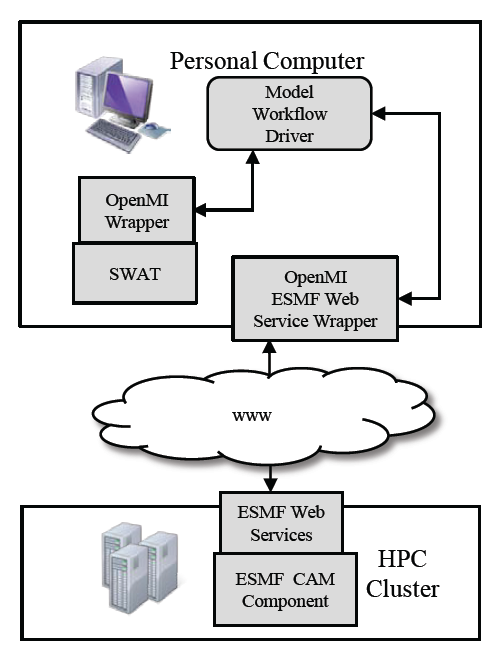 Personal Computer
Model
Workflow
Driver
OpenMI
Wrapper
SWAT
OpenMI
ESMF Web
Service Wrapper
www
ESMF Web
Services
ESMF CAM
Component
HPC
Cluster